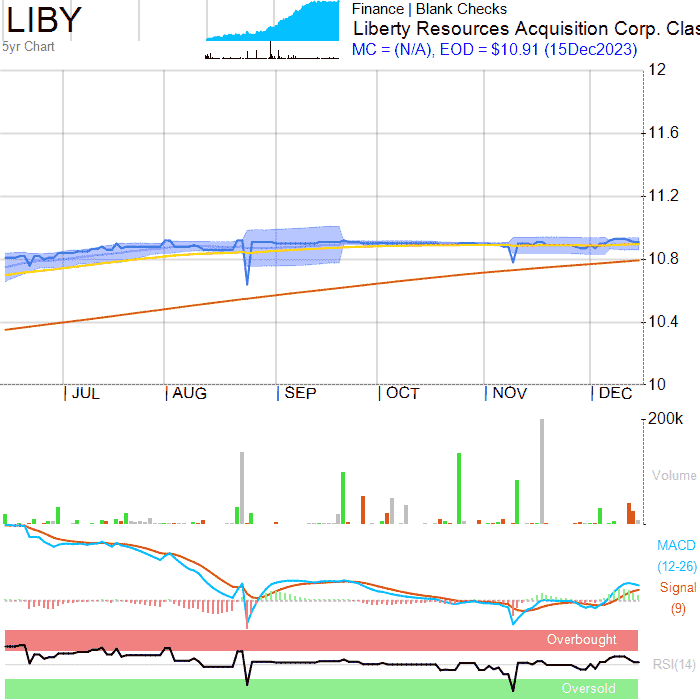 LIBY
5yr Chart
Finance | Blank Checks
Liberty Resources Acquisition Corp. Clas
MC = (N/A), EOD = $10.91 (15Dec2023)
12
11.6
11.2
10.8
10.4
10
JUL AUG SEP OCT NOV DEC
200k
Volume
MACD
(12-26)
Signal
(9)
Overbought
RSI(14)
Oversold